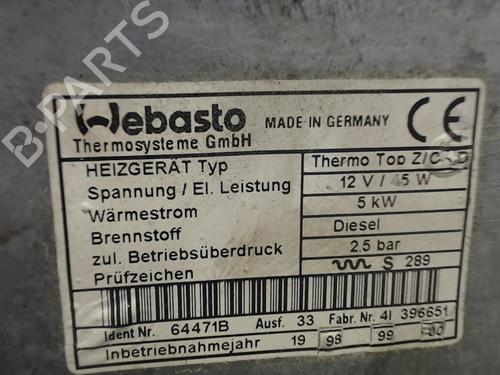 Webasto MADE IN GERMANY CE
Thermosysteme GmbH
HEIZGERÄT Typ Thermo Top Z/C - D
Spannung / El. Leistung 12 V / 45 W
Wärmestrom 5 kW
Brennstoff Diesel
zul. Betriebsüberdruck 2.5 bar
Prüfzeichen S 289
Ident Nr. 64471B Ausf. 33 Fabr. Nr. 41 396651
Inbetriebnahmejahr 19 98 99 00
B-PARTS